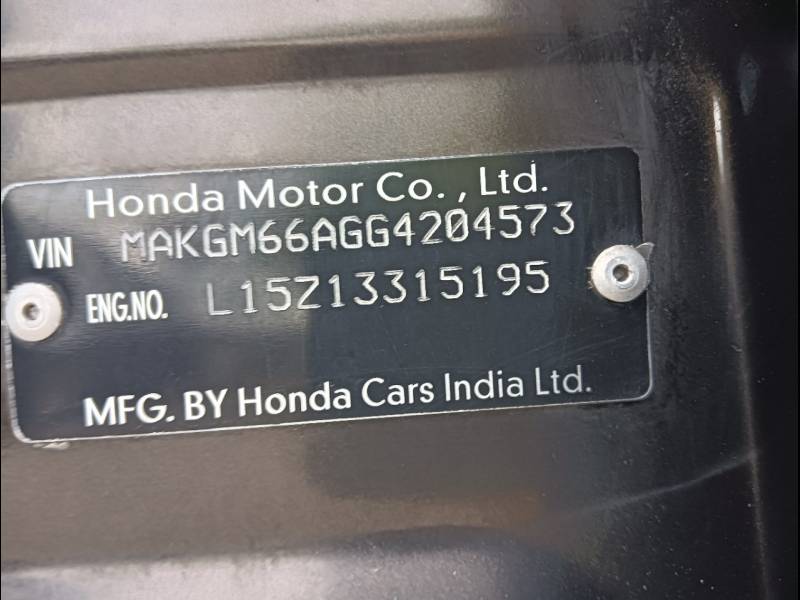 Honda Motor Co., Ltd.
VIN MAKGM66AGG4204573
ENG.NO. L15Z13315195
MFG. BY Honda Cars India Ltd.